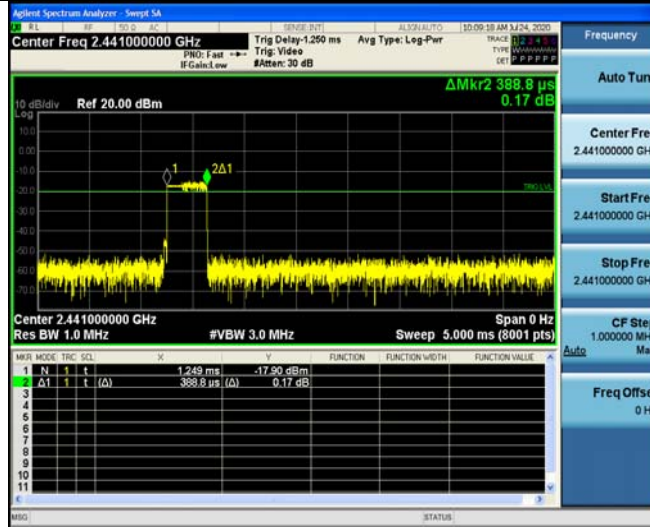 Agilent Spectrum Analyzer - Swept SA
RL RF 50 Ω AC SENSE:INT ALIGNAUTO 10:09:18 AM Jul 24, 2020
Center Freq 2.441000000 GHz
PNO: Fast
IFGain:Low
Trig Delay-1.250 ms
Trig: Video
#Atten: 30 dB
Avg Type: Log-Pwr
TRACE 1 2 3 4 5 6
TYPE
DET P P P P P P
ΔMkr2 388.8 µs
0.17 dB
10 dB/div Ref 20.00 dBm
Log
10.0
0.00
-10.0
-20.0
-30.0
-40.0
-50.0
-60.0
-70.0
1
2Δ1
TRIG LVL
Center 2.441000000 GHz Span 0 Hz
Res BW 1.0 MHz #VBW 3.0 MHz Sweep 5.000 ms (8001 pts)
MKR MODE TRC SCL X Y FUNCTION FUNCTION WIDTH FUNCTION VALUE
1 N 1 t 1.249 ms -17.90 dBm
2 Δ1 1 t (Δ) 388.8 µs (Δ) 0.17 dB
3
4
5
6
7
8
9
10
11
MSG STATUS
Frequency
Auto Tun
Center Fre
2.441000000 GH
Start Fre
2.441000000 GH
Stop Fre
2.441000000 GH
CF Ste
1.000000 MH
Auto Ma
Freq Offse
0 H